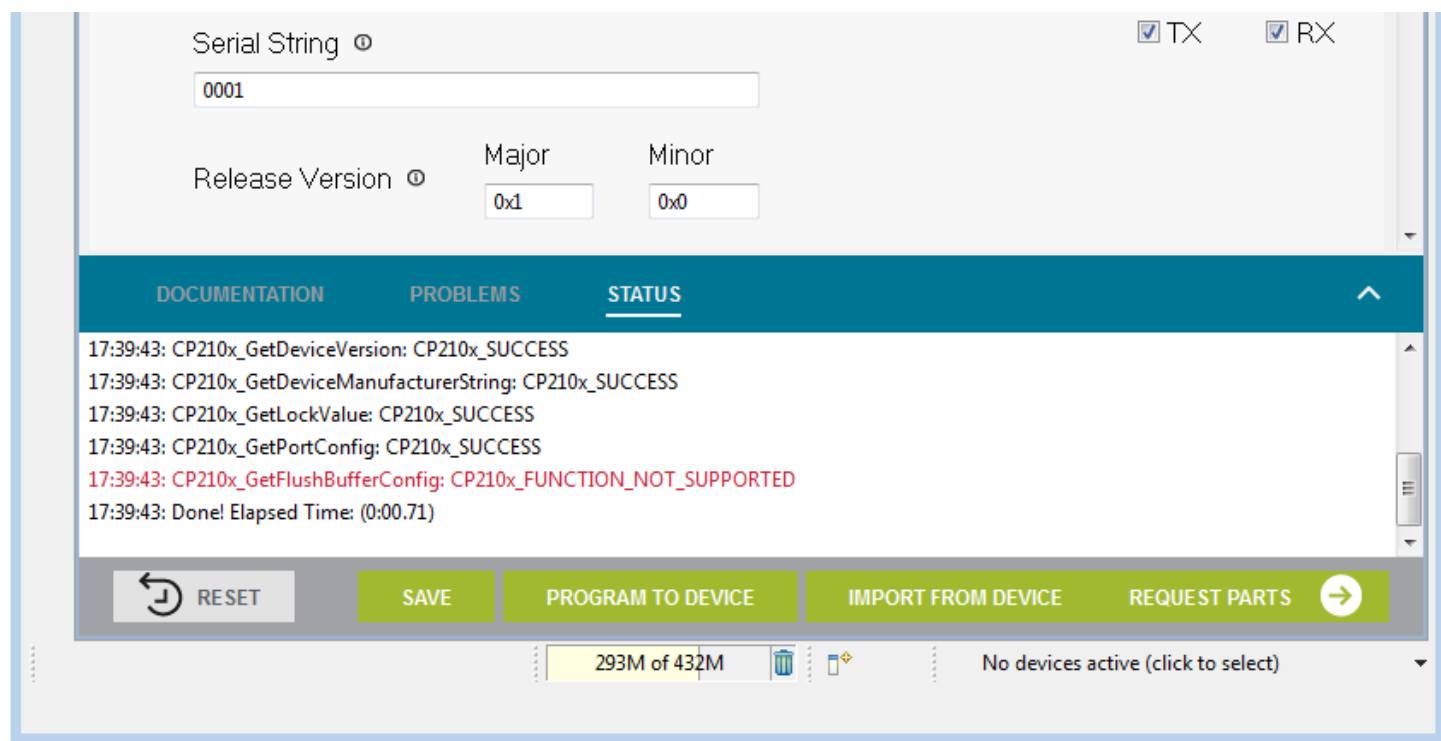 Serial String
TX RX
0001
Major Minor
Release Version
0x1 0x0
DOCUMENTATION PROBLEMS STATUS
17:39:43: CP210x_GetDeviceVersion: CP210x_SUCCESS
17:39:43: CP210x_GetDeviceManufacturerString: CP210x_SUCCESS
17:39:43: CP210x_GetLockValue: CP210x_SUCCESS
17:39:43: CP210x_GetPortConfig: CP210x_SUCCESS
17:39:43: CP210x_GetFlushBufferConfig: CP210x_FUNCTION_NOT_SUPPORTED
17:39:43: Done! Elapsed Time: (0:00.71)
RESET SAVE PROGRAM TO DEVICE IMPORT FROM DEVICE REQUEST PARTS
293M of 432M No devices active (click to select)